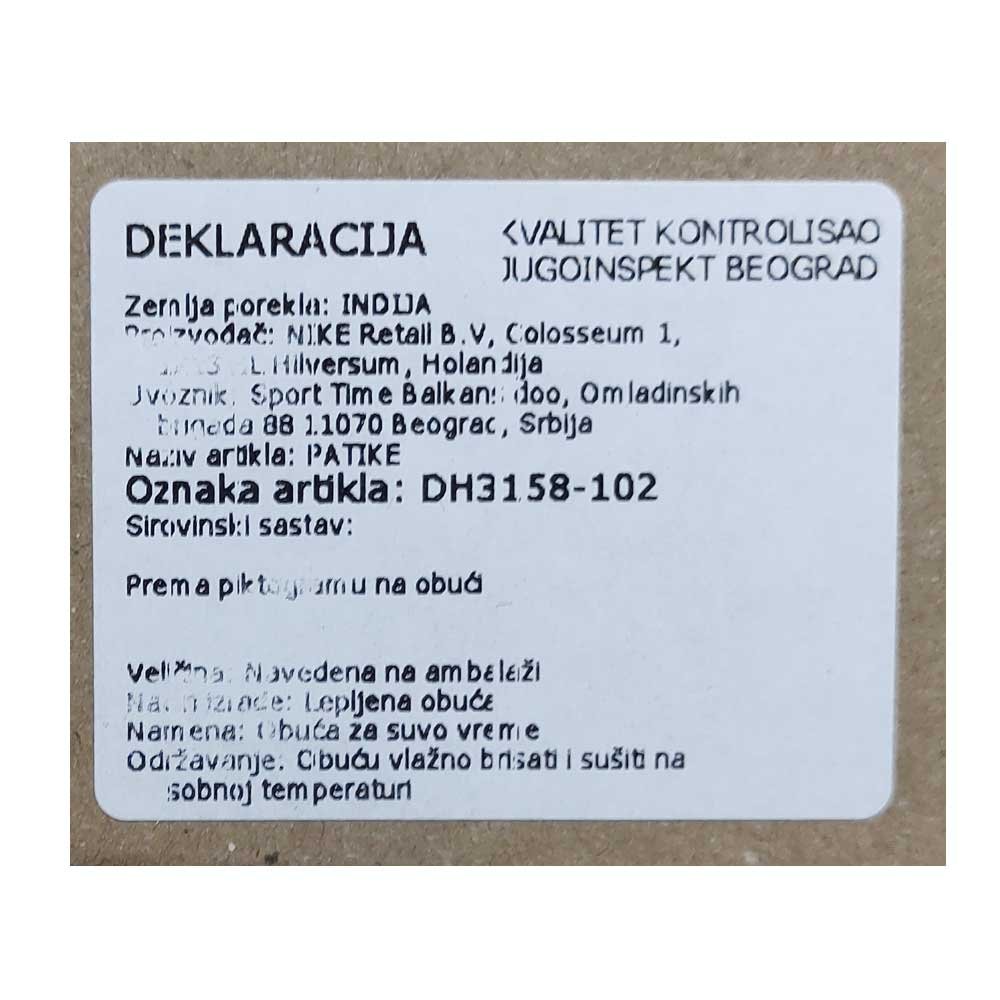 DEKLARACIJA
KVALITET KONTROLISAO
JUGOINSPEKT BEOGRAD
Zemlja porekla: INDIJA
Proizvođač: NIKE Retail B.V, Colosseum 1,
Hilversum, Holandija
Uvoznik: Sport Time Balkans doo, Omladinskih
brigada 88 11070 Beograd, Srbija
Naziv artikla: PATIKE
Oznaka artikla: DH3158-102
Sirovinski sastav:
Prema piktogramu na obući
Veličina: Navedena na ambalaži
Način izrade: Lepljena obuća
Namena: Obuća za suvo vreme
Održavanje: Obuću vlažno brisati i sušiti na
sobnoj temperaturi